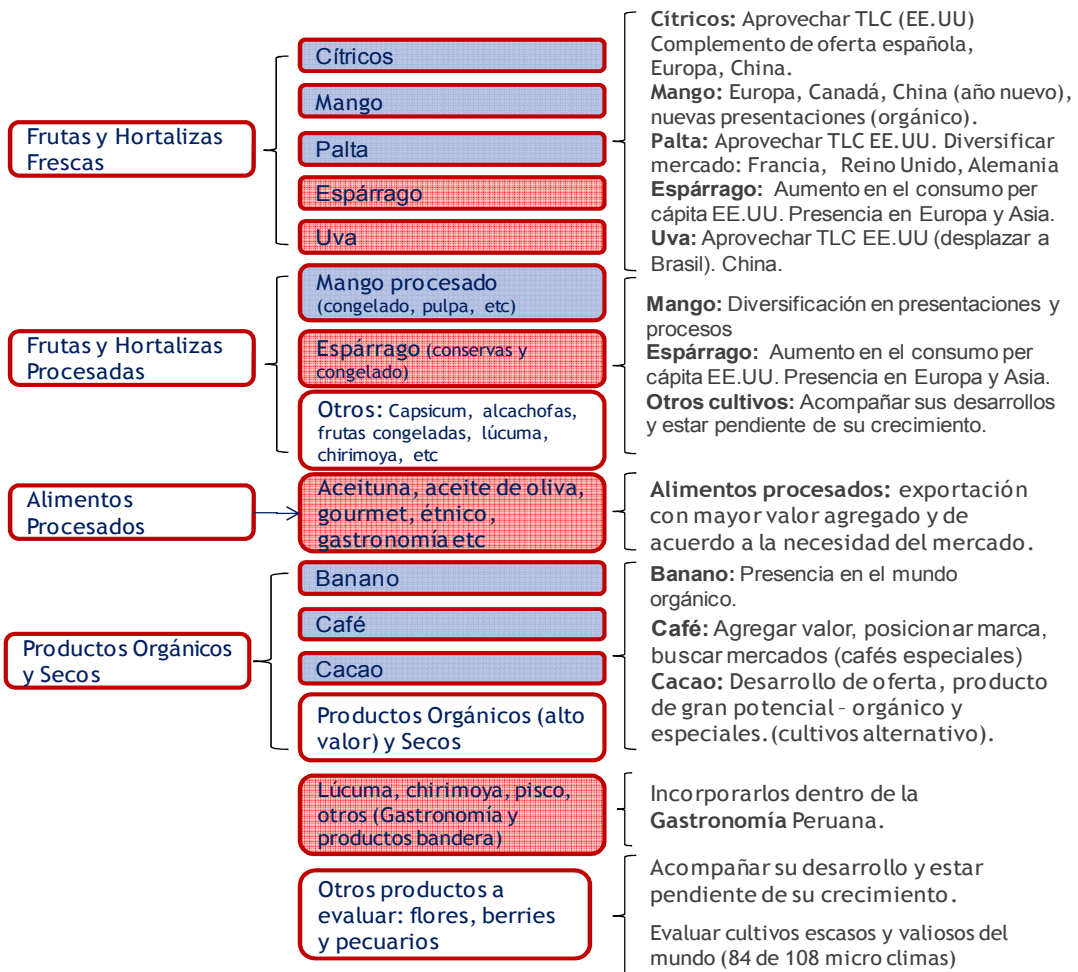 Frutas y Hortalizas
Frescas
Cítricos
Mango
Palta
Espárrago
Uva
Cítricos: Aprovechar TLC (EE.UU)
Complemento de oferta española,
Europa, China.
Mango: Europa, Canadá, China (año nuevo),
nuevas presentaciones (orgánico).
Palta: Aprovechar TLC EE.UU. Diversificar
mercado: Francia, Reino Unido, Alemania
Espárrago: Aumento en el consumo per
cápita EE.UU. Presencia en Europa y Asia.
Uva: Aprovechar TLC EE.UU (desplazar a
Brasil). China.
Frutas y Hortalizas
Procesadas
Mango procesado
(congelado, pulpa, etc)
Espárrago (conservas y
congelado)
Otros: Capsicum, alcachofas,
frutas congeladas, lúcuma,
chirimoya, etc
Mango: Diversificación en presentaciones y
procesos
Espárrago: Aumento en el consumo per
cápita EE.UU. Presencia en Europa y Asia.
Otros cultivos: Acompañar sus desarrollos
y estar pendiente de su crecimiento.
Alimentos
Procesados
Aceituna, aceite de oliva,
gourmet, étnico,
gastronomía etc
Alimentos procesados: exportación
con mayor valor agregado y de
acuerdo a la necesidad del mercado.
Productos Orgánicos
y Secos
Banano
Café
Cacao
Productos Orgánicos (alto
valor) y Secos
Banano: Presencia en el mundo
orgánico.
Café: Agregar valor, posicionar marca,
buscar mercados (cafés especiales)
Cacao: Desarrollo de oferta, producto
de gran potencial – orgánico y
especiales.(cultivos alternativo).
Lúcuma, chirimoya, pisco,
otros (Gastronomía y
productos bandera)
Incorporarlos dentro de la
Gastronomía Peruana.
Otros productos a
evaluar: flores, berries
y pecuarios
Acompañar su desarrollo y estar
pendiente de su crecimiento.
Evaluar cultivos escasos y valiosos del
mundo (84 de 108 micro climas)